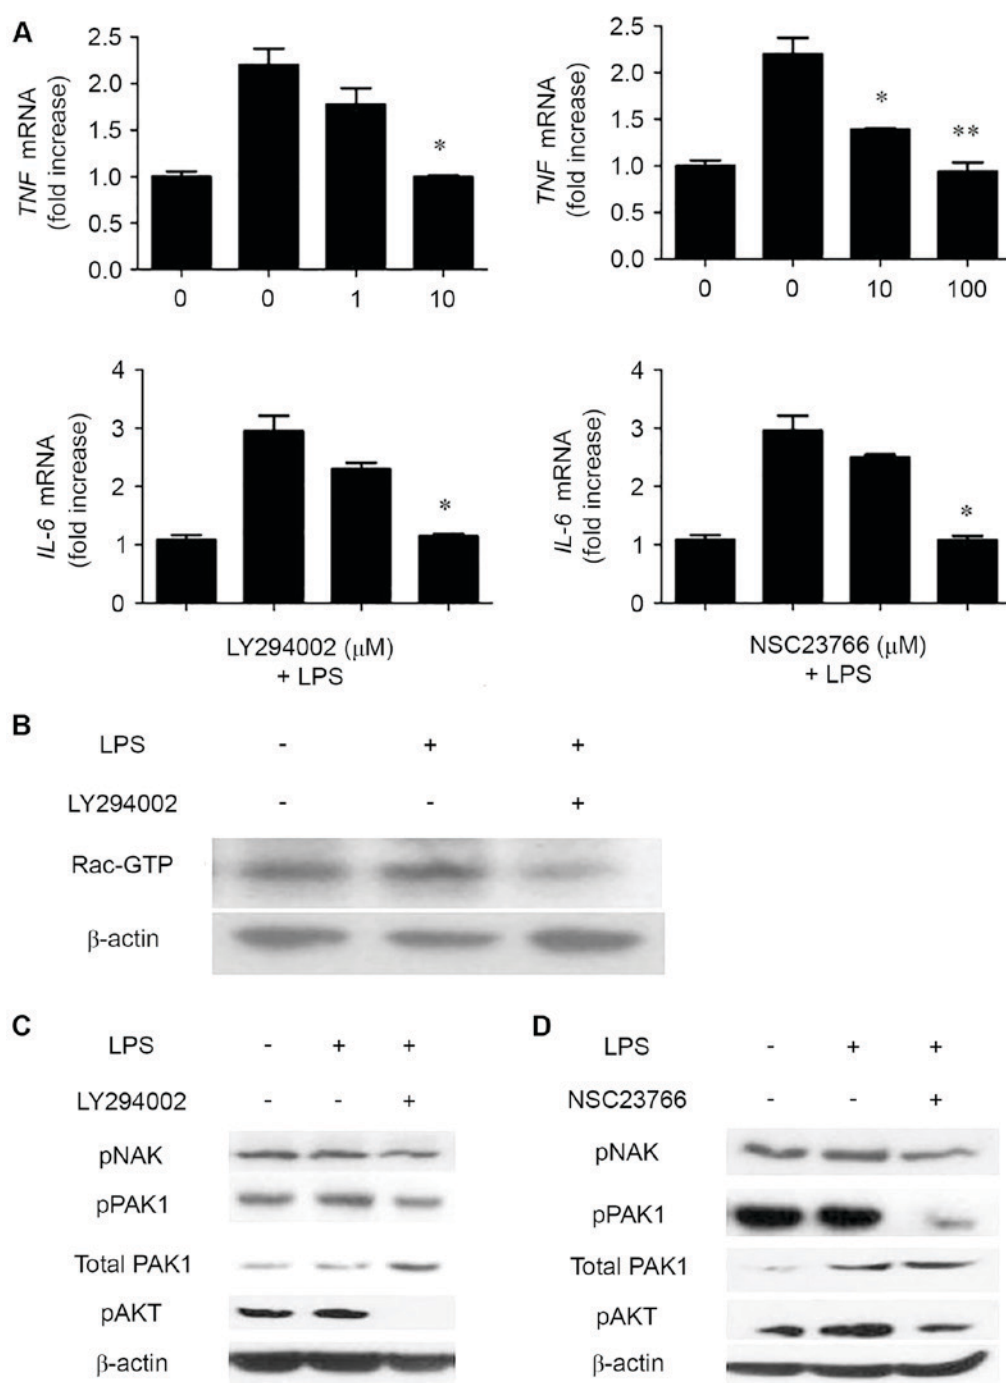 A
TNF mRNA
(fold increase)
2.5
2.0
1.5
1.0
0.5
0.0
*
0 0 1 10
TNF mRNA
(fold increase)
2.5
2.0
1.5
1.0
0.5
0.0
*
**
0 0 10 100
IL-6 mRNA
(fold increase)
4
3
2
1
0
*
LY294002 (μM)
+ LPS
IL-6 mRNA
(fold increase)
4
3
2
1
0
*
NSC23766 (μM)
+ LPS
B
LPS - + +
LY294002 - - +
Rac-GTP
β-actin
C
LPS - + +
LY294002 - - +
pNAK
pPAK1
Total PAK1
pAKT
β-actin
D
LPS - + +
NSC23766 - - +
pNAK
pPAK1
Total PAK1
pAKT
β-actin